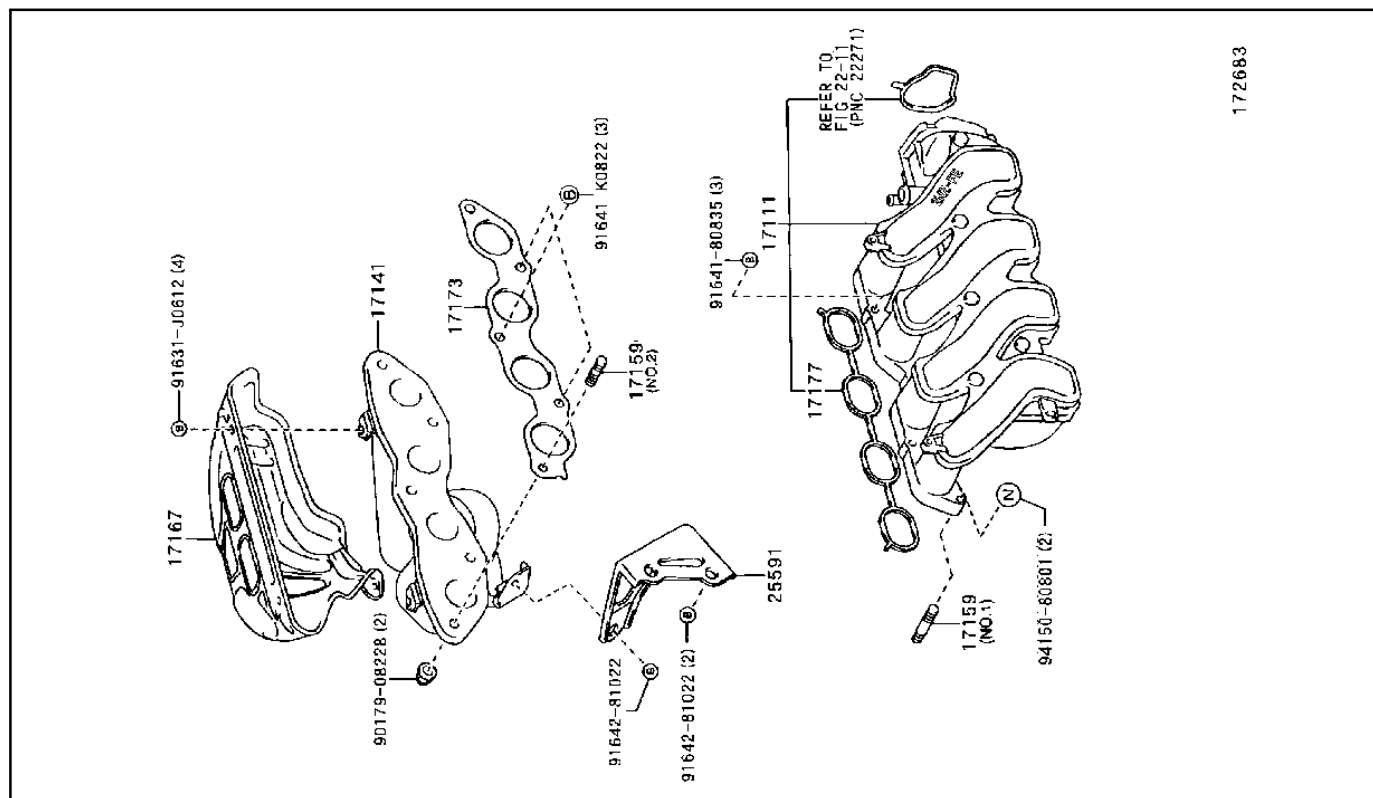 91631-J0612 (4)
17141
17167
17173
91641 K0822 (3)
17159
(NO.2)
90179-08228 (2)
91642-81022
91642-81022 (2)
25591
REFER TO
FIG 22-11
(PNC 22271)
91641-80835 (3)
17111
17177
17159
(NO.1)
94150-80801 (2)
B
B
B
B
B
N
172683